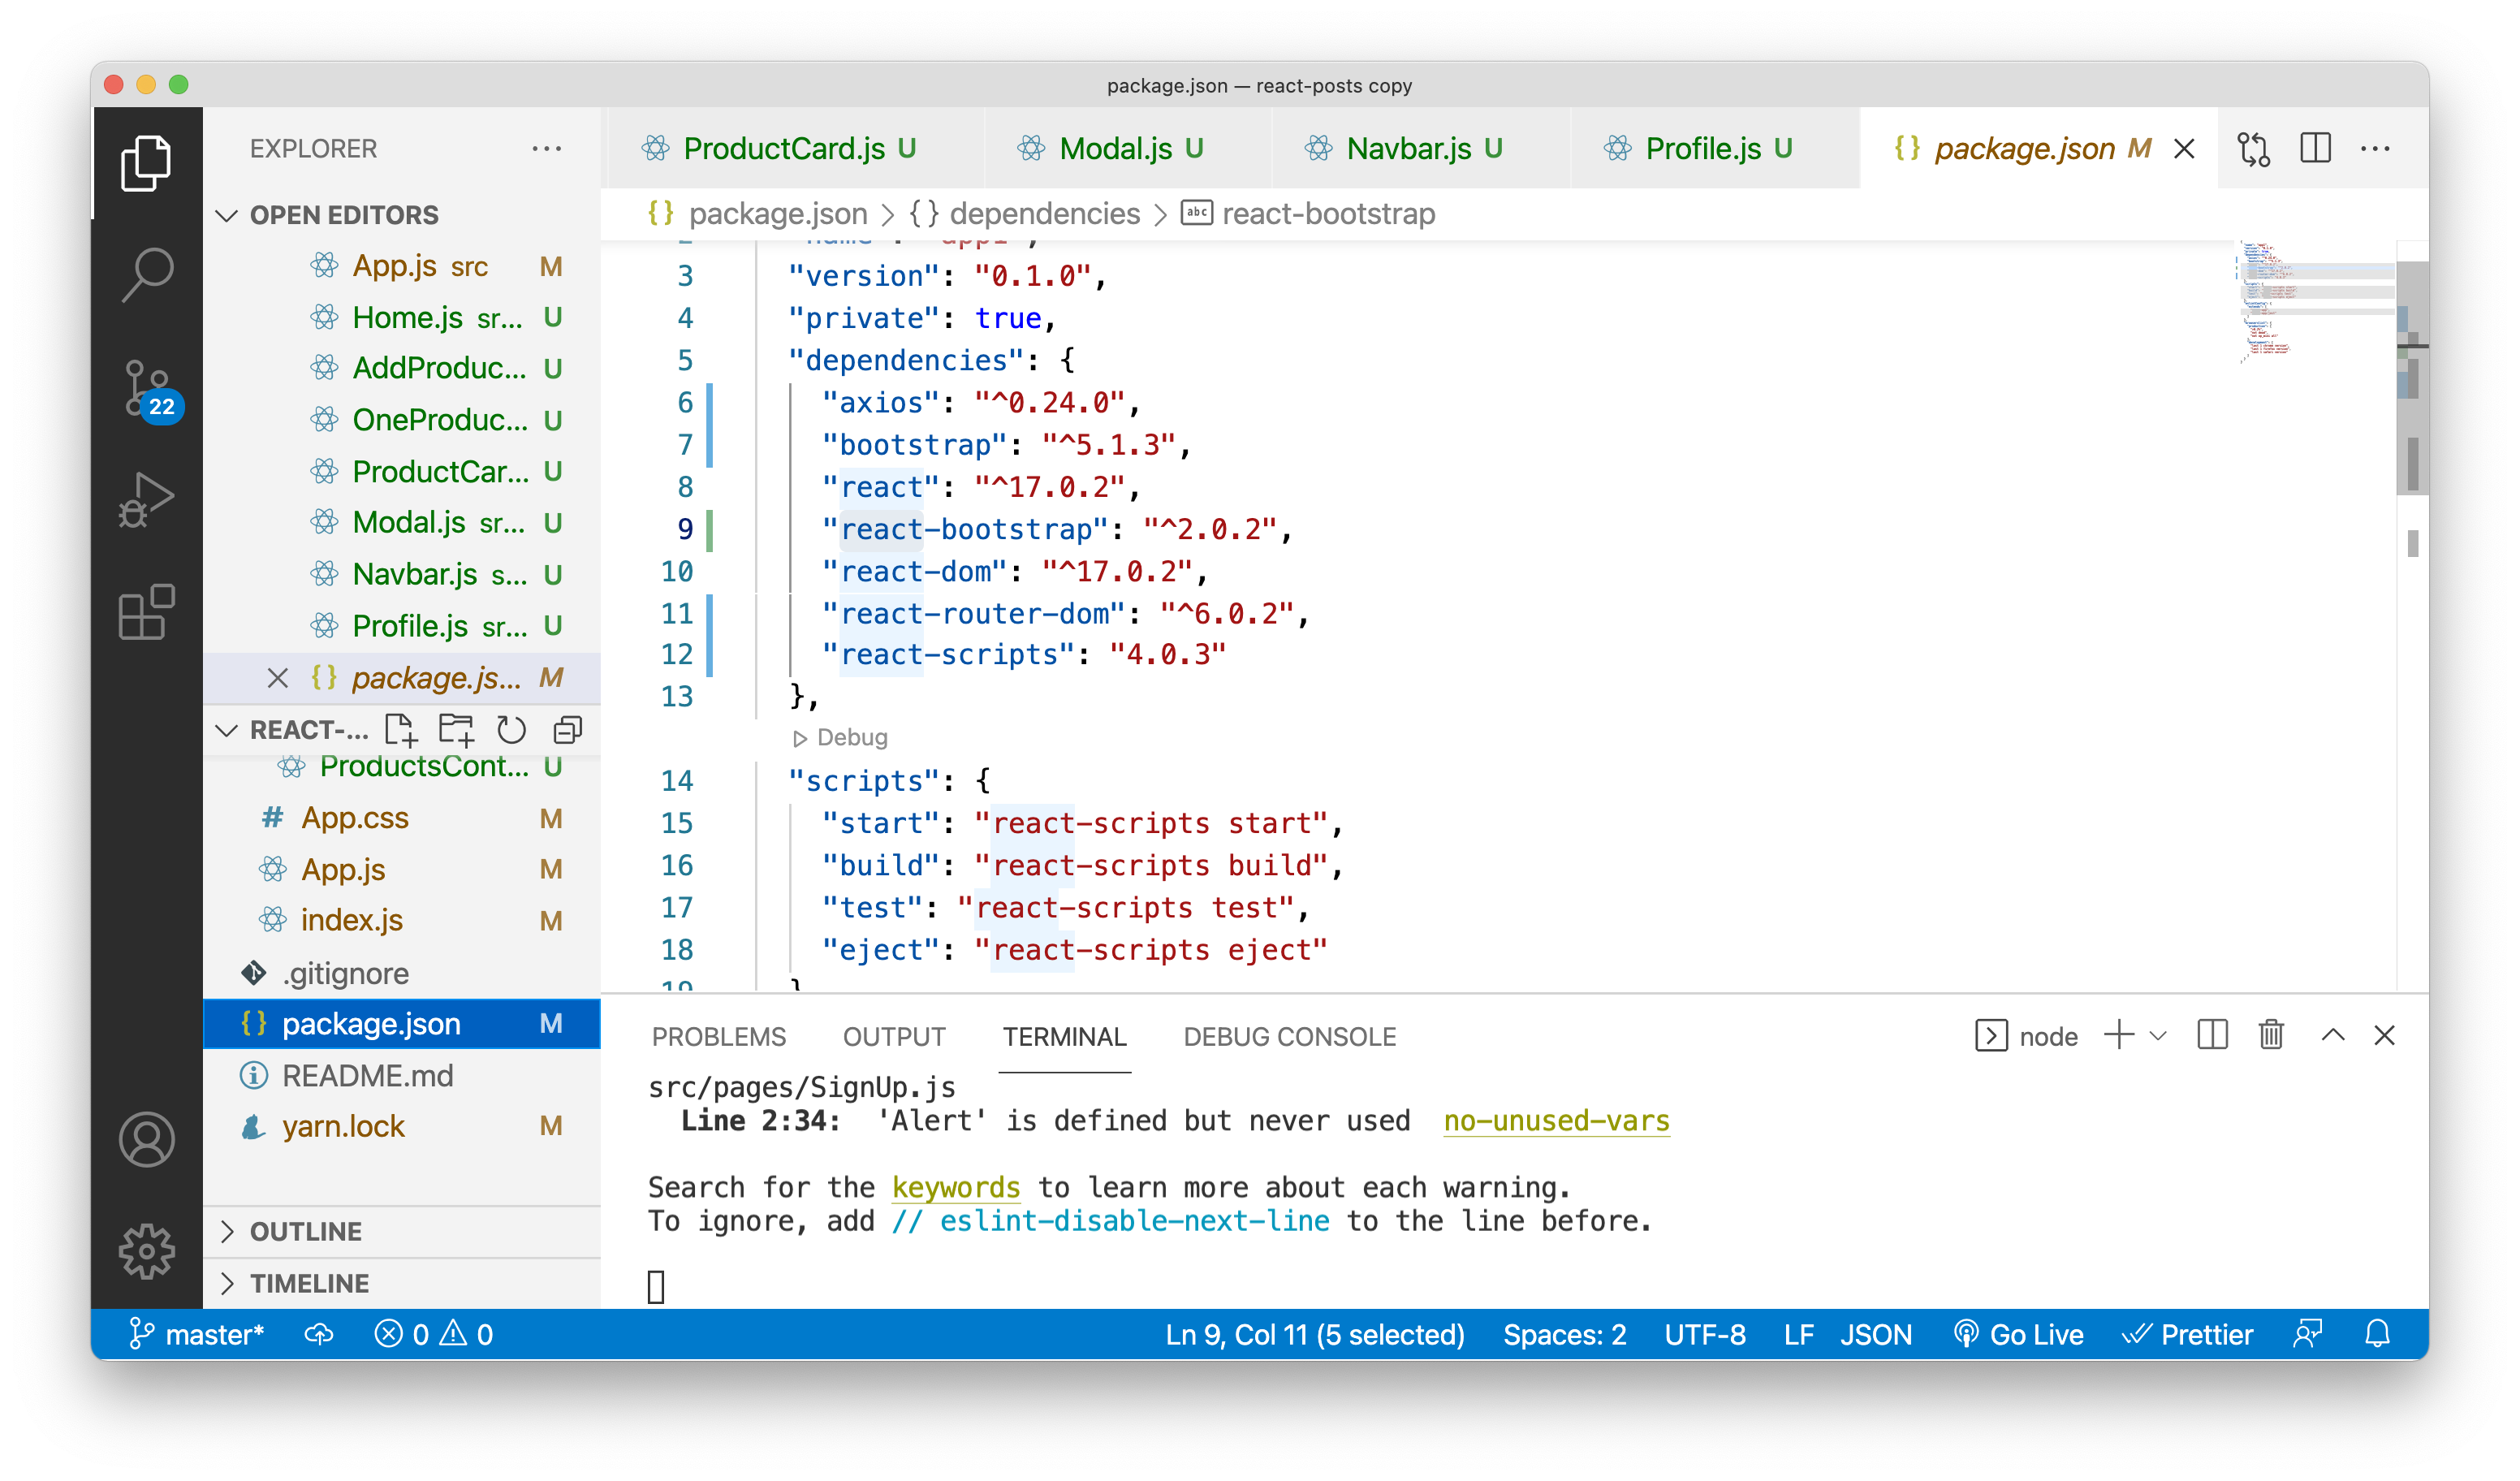 package.json — react-posts copy
EXPLORER
OPEN EDITORS
App.js src M
Home.js sr... U
AddProduc... U
OneProduc... U
ProductCar... U
Modal.js sr... U
Navbar.js s... U
Profile.js sr... U
package.js... M
REACT-...
ProductsCont... U
App.css M
App.js M
index.js M
.gitignore
package.json M
README.md
yarn.lock M
OUTLINE
TIMELINE
22
ProductCard.js U
Modal.js U
Navbar.js U
Profile.js U
package.json M
package.json > {} dependencies > abc react-bootstrap
2 "name": "app1",
3 "version": "0.1.0",
4 "private": true,
5 "dependencies": {
6 "axios": "^0.24.0",
7 "bootstrap": "^5.1.3",
8 "react": "^17.0.2",
9 "react-bootstrap": "^2.0.2",
10 "react-dom": "^17.0.2",
11 "react-router-dom": "^6.0.2",
12 "react-scripts": "4.0.3"
13 },
Debug
14 "scripts": {
15 "start": "react-scripts start",
16 "build": "react-scripts build",
17 "test": "react-scripts test",
18 "eject": "react-scripts eject"
19 }
PROBLEMS OUTPUT TERMINAL DEBUG CONSOLE
node
src/pages/SignUp.js
Line 2:34: 'Alert' is defined but never used no-unused-vars
Search for the keywords to learn more about each warning.
To ignore, add // eslint-disable-next-line to the line before.
master* 0 0 Ln 9, Col 11 (5 selected) Spaces: 2 UTF-8 LF JSON Go Live Prettier